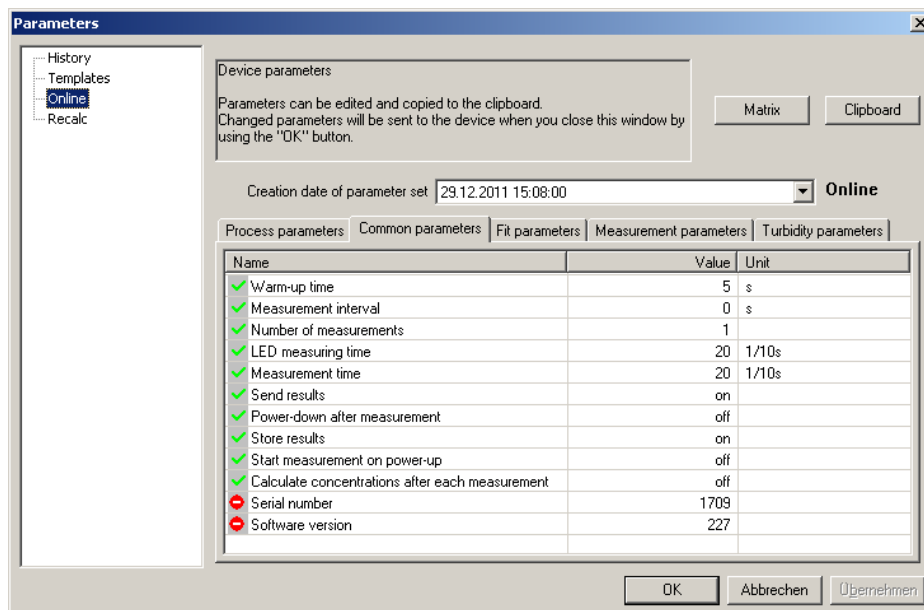 Parameters
History
Templates
Online
Recalc
Device parameters
Parameters can be edited and copied to the clipboard.
Changed parameters will be sent to the device when you close this window by
using the "OK" button.
Matrix
Clipboard
Creation date of parameter set 29.12.2011 15:08:00 Online
Process parameters Common parameters Fit parameters Measurement parameters Turbidity parameters
Name Value Unit
Warm-up time 5 s
Measurement interval 0 s
Number of measurements 1
LED measuring time 20 1/10s
Measurement time 20 1/10s
Send results on
Power-down after measurement off
Store results on
Start measurement on power-up off
Calculate concentrations after each measurement off
Serial number 1709
Software version 227
OK Abbrechen Übernehmen